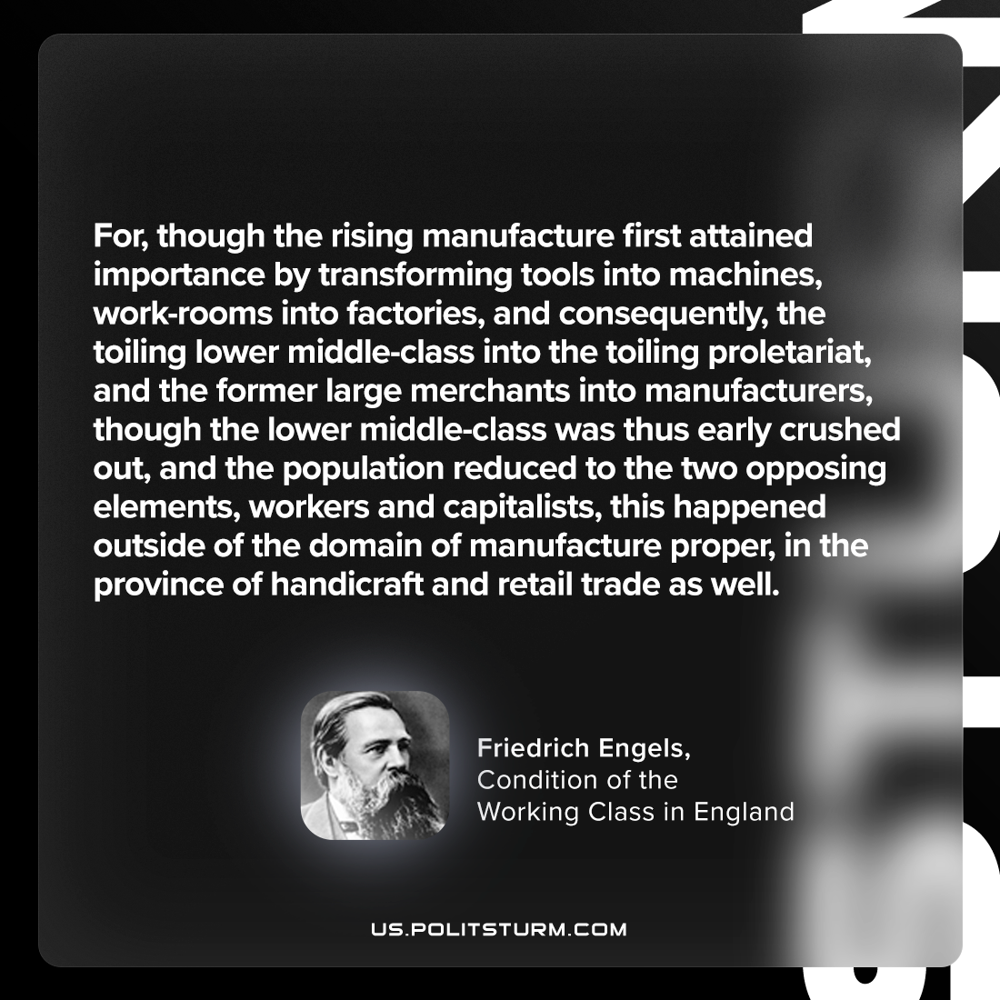 For, though the rising manufacture first attained
importance by transforming tools into machines,
work-rooms into factories, and consequently, the
toiling lower middle-class into the toiling proletariat,
and the former large merchants into manufacturers,
though the lower middle-class was thus early crushed
out, and the population reduced to the two opposing
elements, workers and capitalists, this happened
outside of the domain of manufacture proper, in the
province of handicraft and retail trade as well.
Friedrich Engels,
Condition of the
Working Class in England
US.POLITSTURM.COM